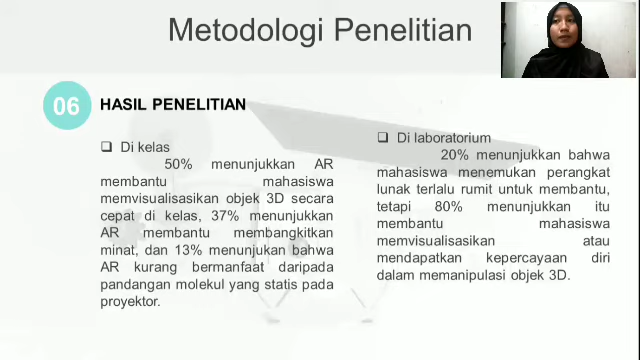 Metodologi Penelitian
06
HASIL PENELITIAN
❑ Di kelas
50% menunjukkan AR
membantu mahasiswa
memvisualisasikan objek 3D secara
cepat di kelas, 37% menunjukkan
AR membantu membangkitkan
minat, dan 13% menunjukan bahwa
AR kurang bermanfaat daripada
pandangan molekul yang statis pada
proyektor.
❑ Di laboratorium
20% menunjukkan bahwa
mahasiswa menemukan perangkat
lunak terlalu rumit untuk membantu,
tetapi 80% menunjukkan itu
membantu mahasiswa
memvisualisasikan atau
mendapatkan kepercayaan diri
dalam memanipulasi objek 3D.